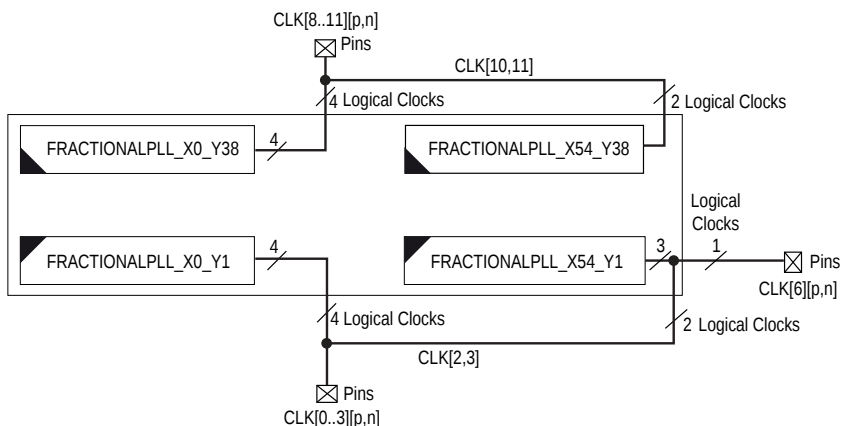 CLK[8..11][p,n]
Pins
CLK[10,11]
4 Logical Clocks
2 Logical Clocks
FRACTIONALPLL_X0_Y38
4
FRACTIONALPLL_X54_Y38
Logical
Clocks
FRACTIONALPLL_X0_Y1
4
FRACTIONALPLL_X54_Y1
3
1
Pins
CLK[6][p,n]
4 Logical Clocks
2 Logical Clocks
CLK[2,3]
Pins
CLK[0..3][p,n]